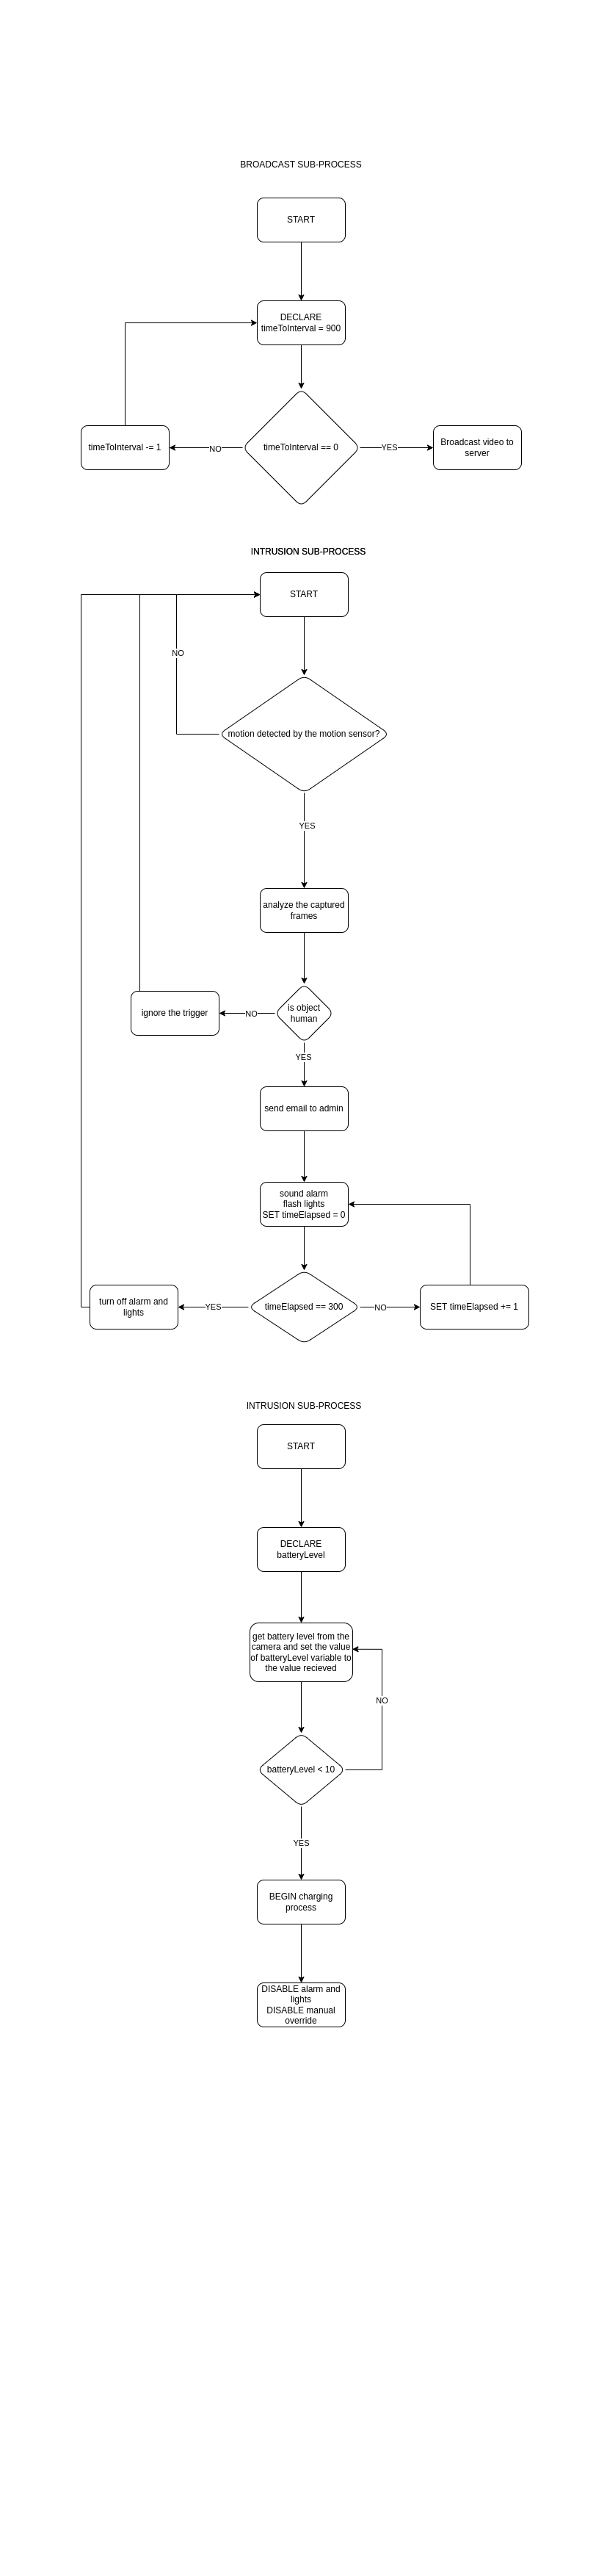 BROADCAST SUB-PROCESS
START
DECLARE
timeToInterval = 900
timeToInterval -= 1
NO
timeToInterval == 0
YES
Broadcast video to
server
INTRUSION SUB-PROCESS
START
NO
motion detected by the motion sensor?
YES
analyze the captured
frames
ignore the trigger
NO
is object
human
YES
send email to admin
sound alarm
flash lights
SET timeElapsed = 0
turn off alarm and
lights
YES
timeElapsed == 300
NO
SET timeElapsed += 1
INTRUSION SUB-PROCESS
START
DECLARE
batteryLevel
get battery level from the
camera and set the value
of batteryLevel variable to
the value recieved
NO
batteryLevel < 10
YES
BEGIN charging
process
DISABLE alarm and
lights
DISABLE manual
override